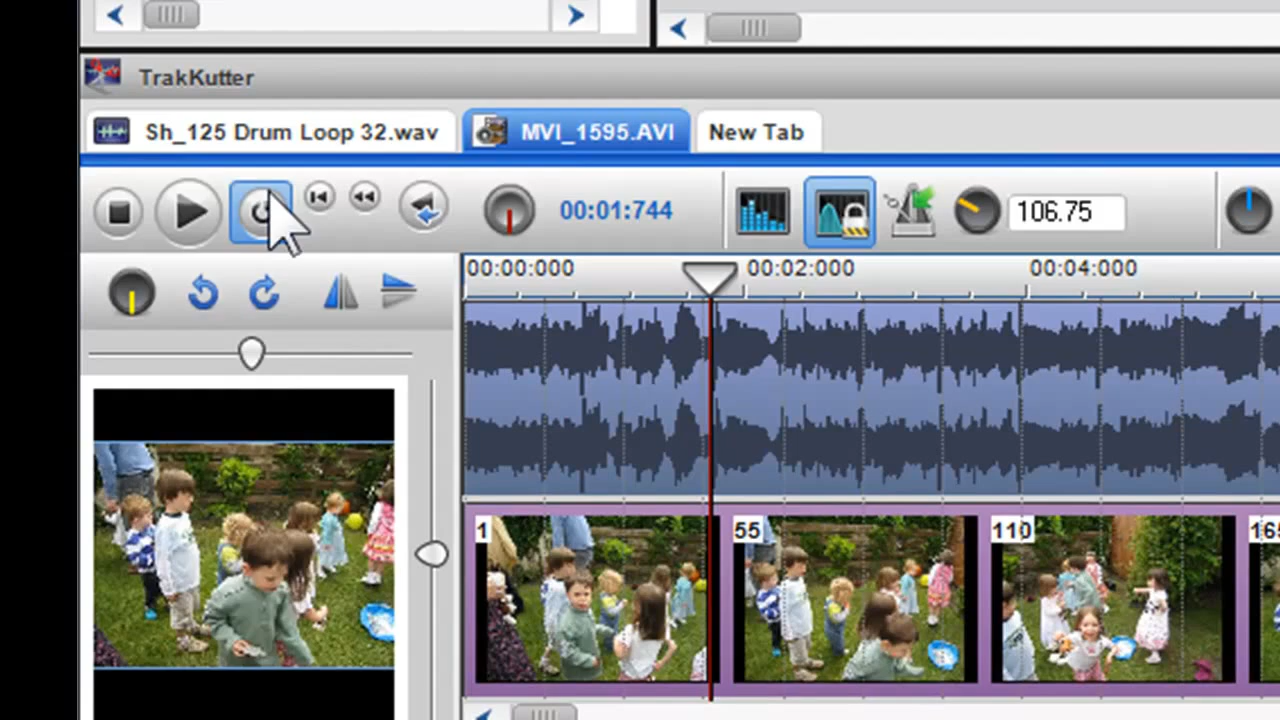 TrakKutter
Sh_125 Drum Loop 32.wav
MVI_1595.AVI
New Tab
00:01:744
106.75
00:00:000
00:02:000
00:04:000
1
55
110
165